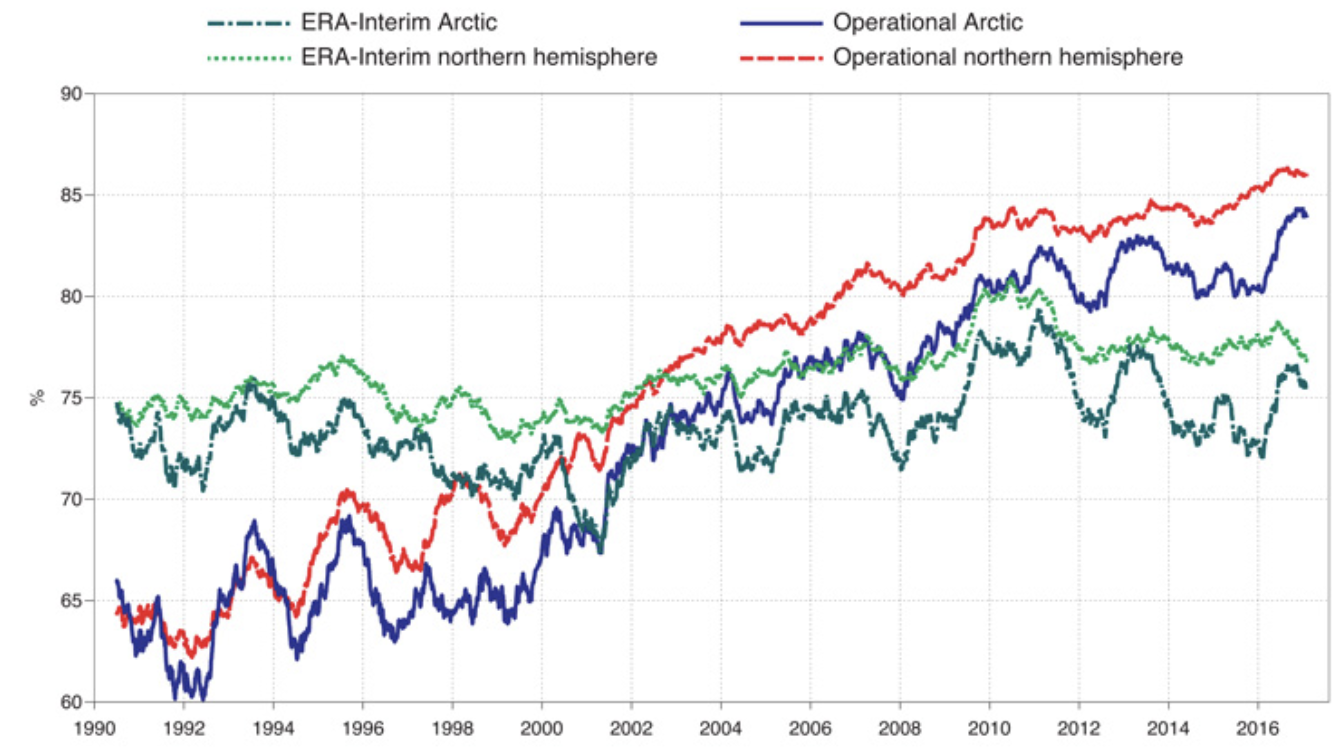 ERA-Interim Arctic
Operational Arctic
ERA-Interim northern hemisphere
Operational northern hemisphere
90
85
80
75
70
65
60
%
1990 1992 1994 1996 1998 2000 2002 2004 2006 2008 2010 2012 2014 2016